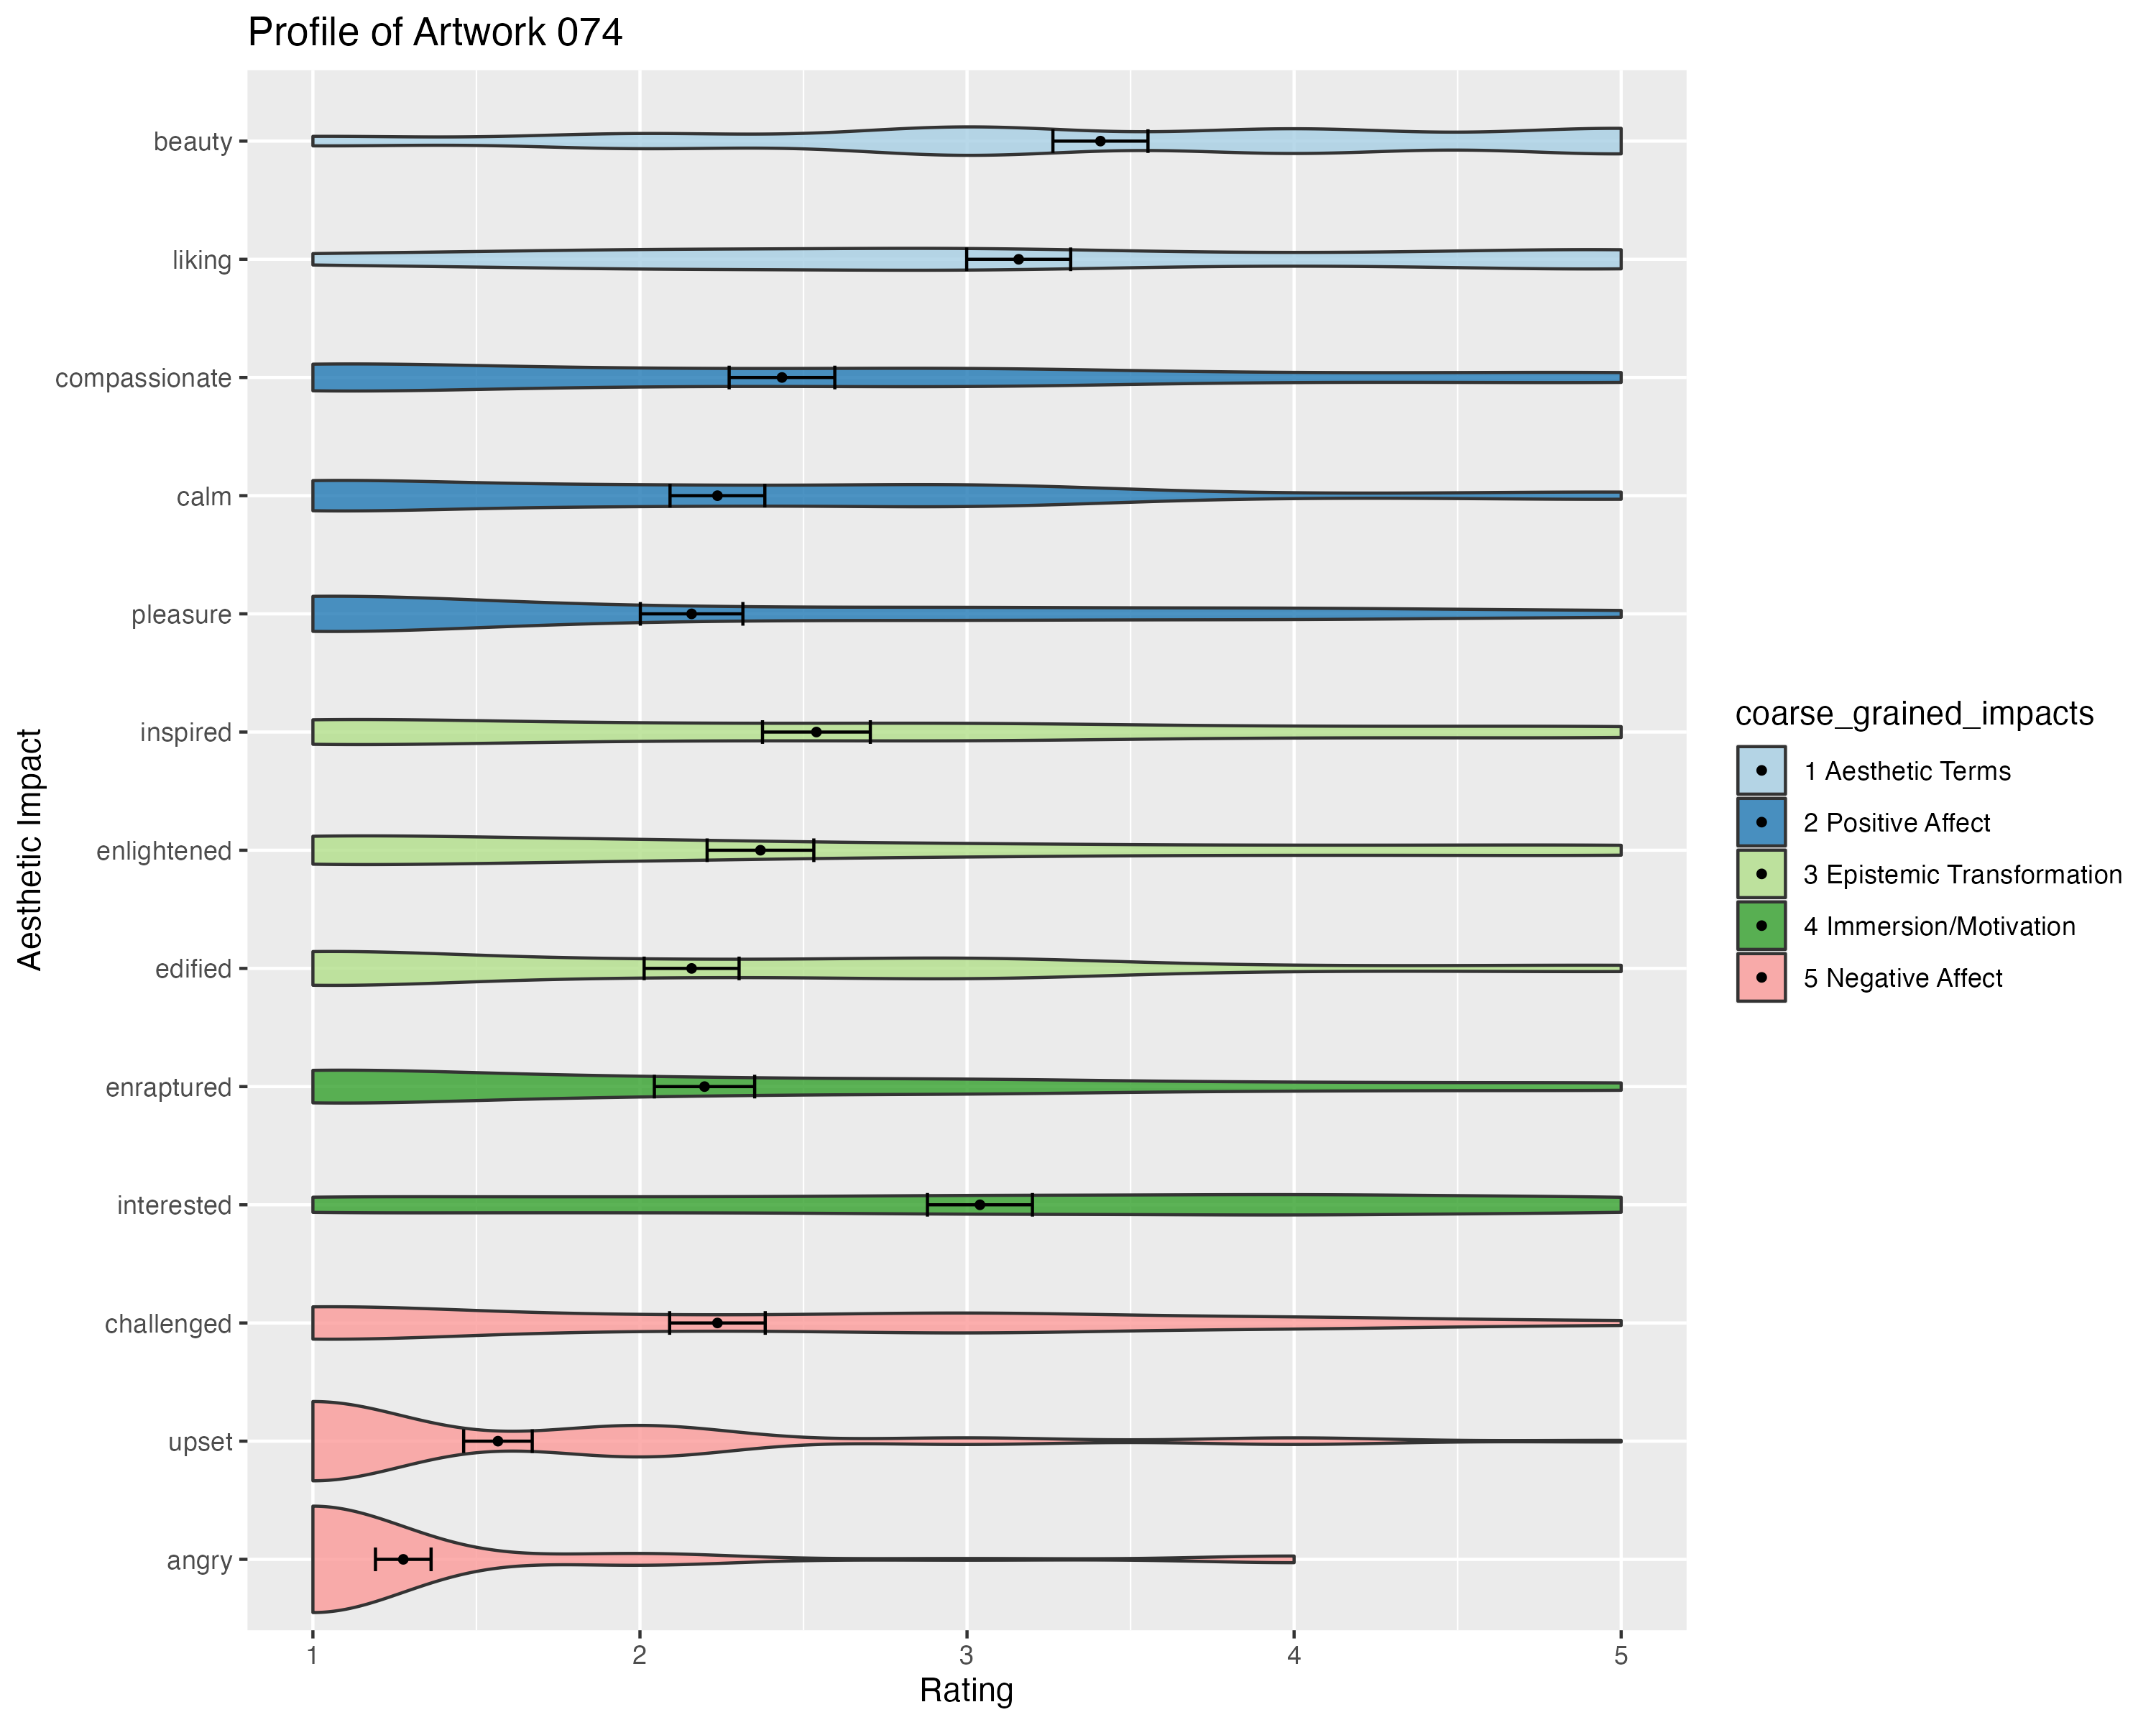 Profile of Artwork 074
beauty
liking
compassionate
calm
pleasure
inspired
enlightened
edified
enraptured
interested
challenged
upset
angry
Aesthetic Impact
1 2 3 4 5
Rating
coarse_grained_impacts
1 Aesthetic Terms
2 Positive Affect
3 Epistemic Transformation
4 Immersion/Motivation
5 Negative Affect